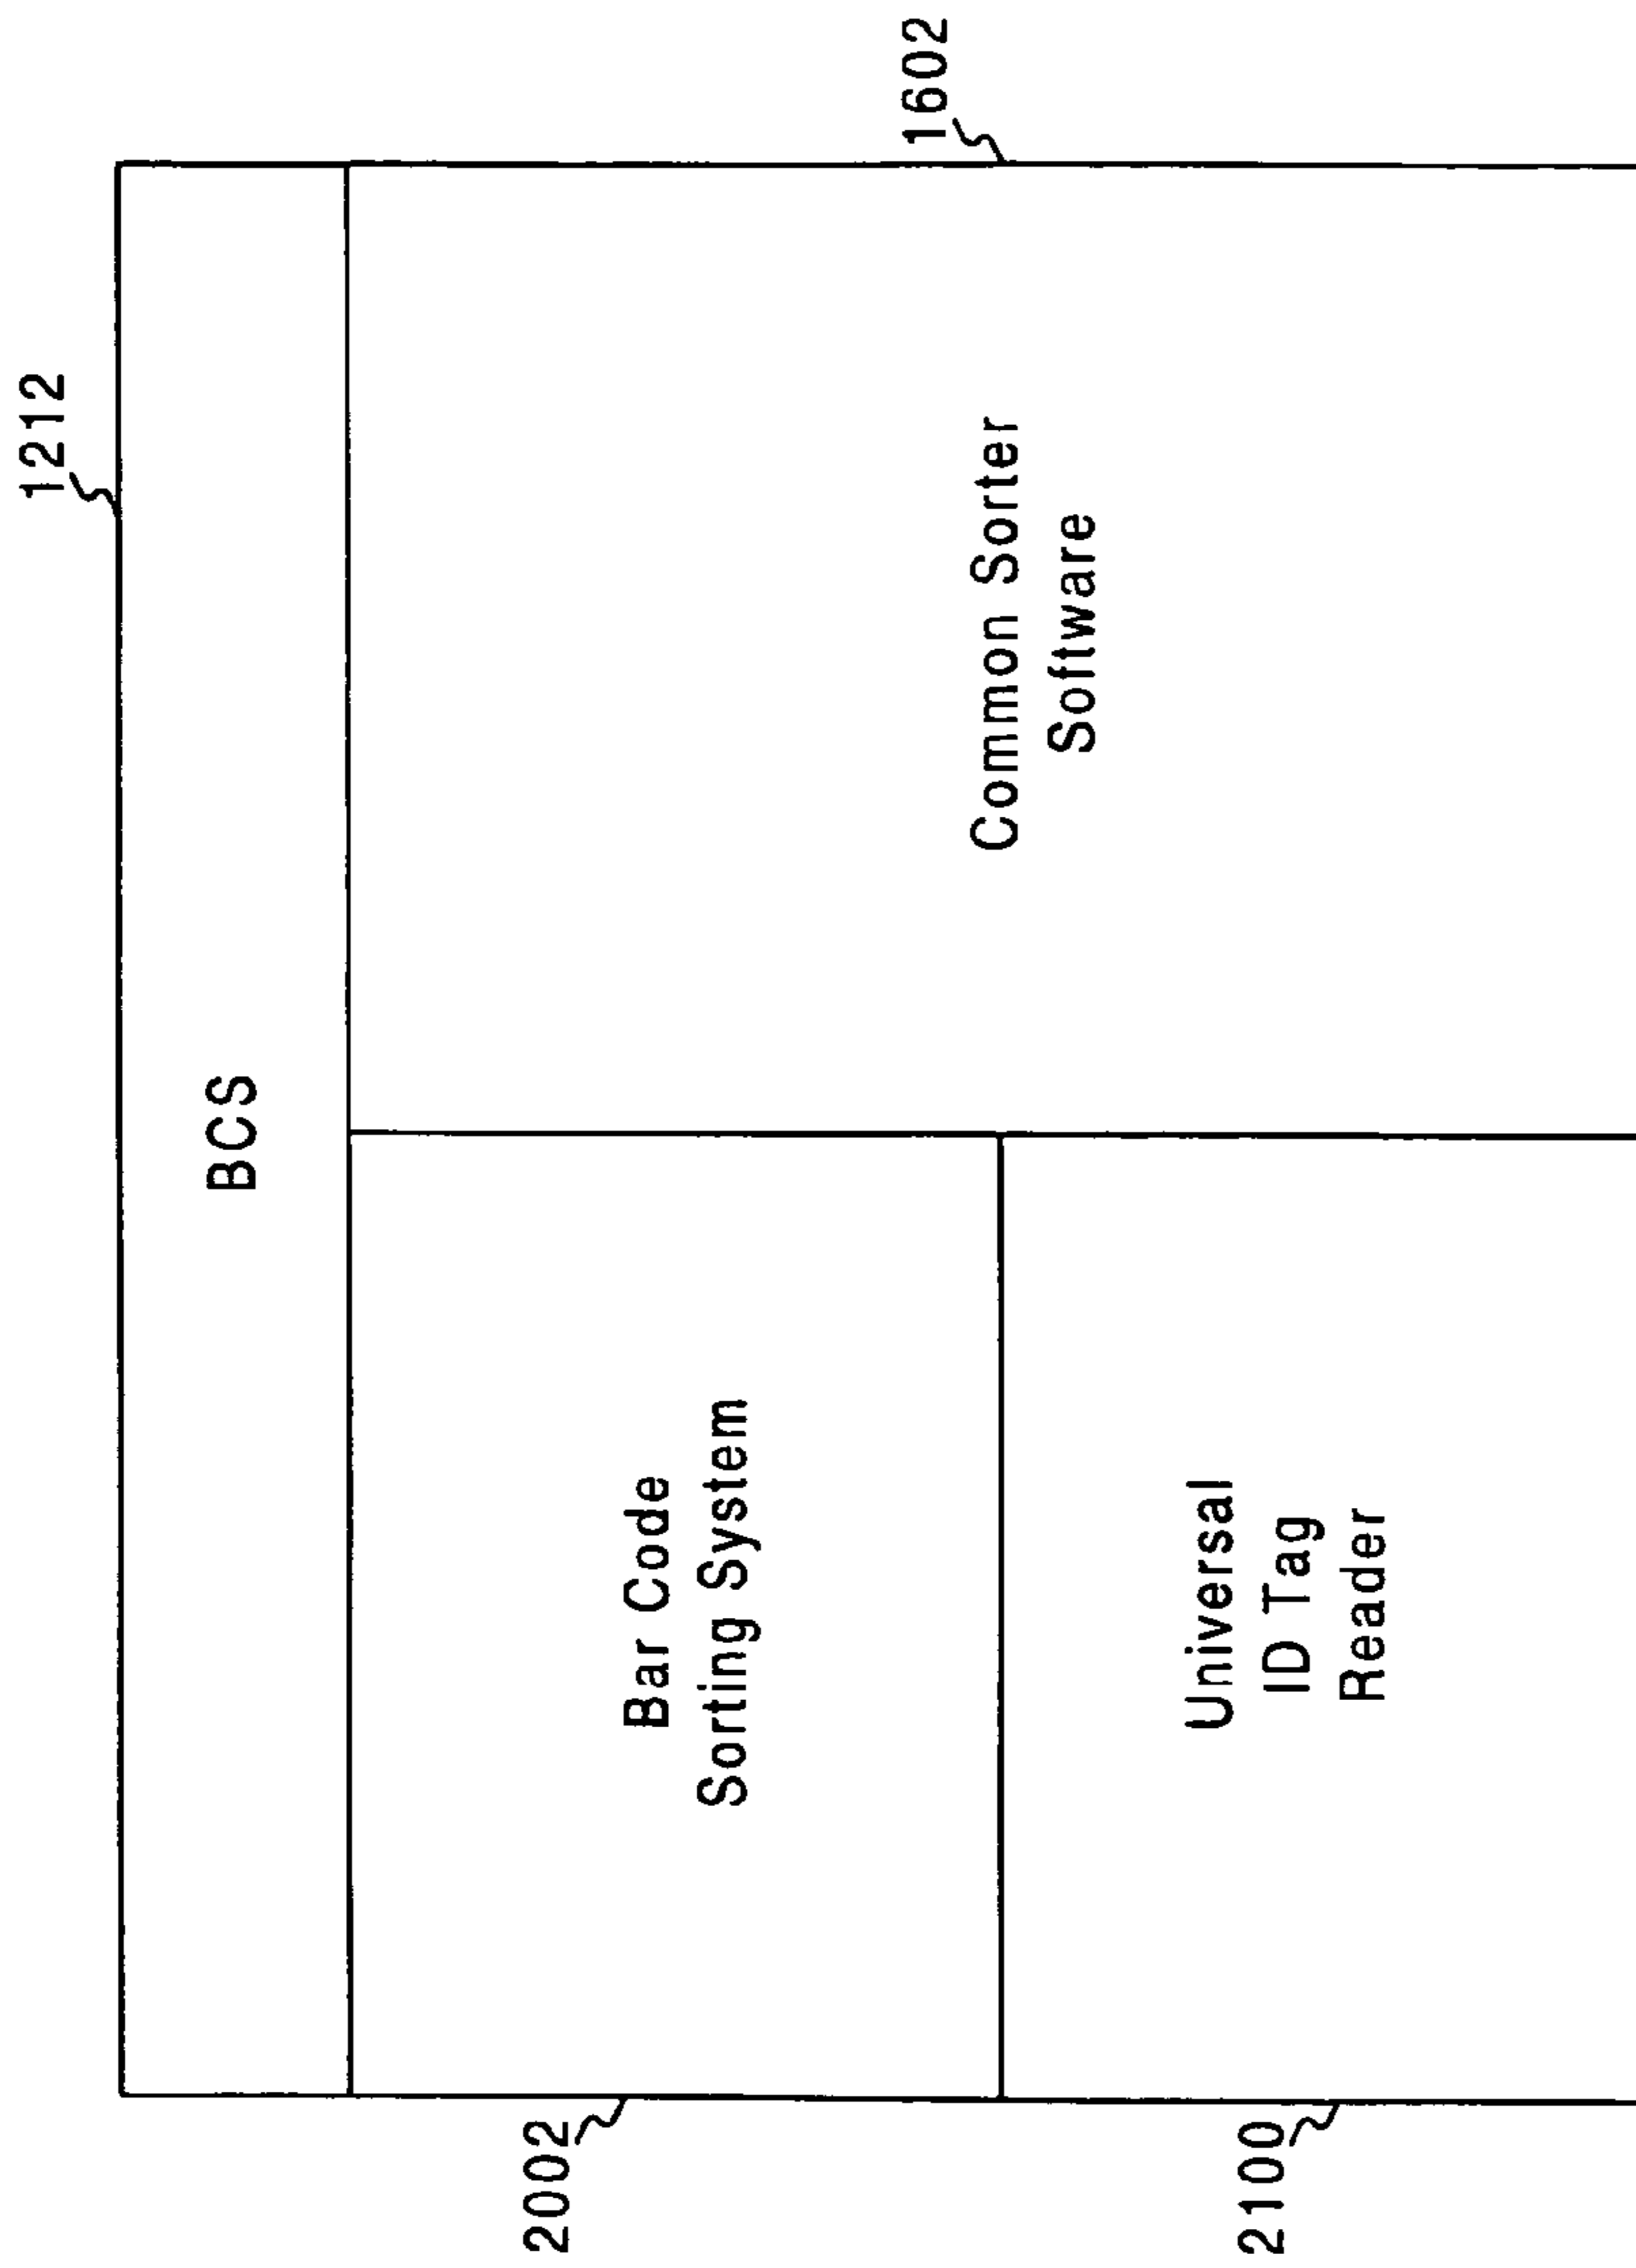 1212
BCS
2002
Bar Code
Sorting System
1602
Common Sorter
Software
2100
Universal
ID Tag
Reader